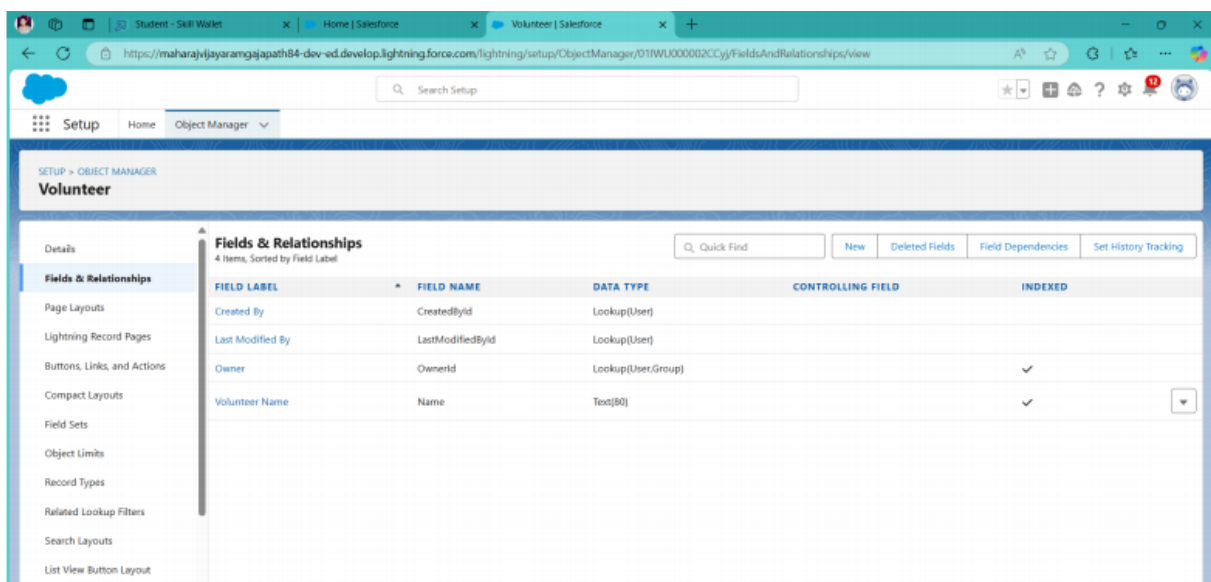 Student - Skill Wallet
Home | Salesforce
Volunteer | Salesforce
https://maharajvijayaramgajapath84-dev-ed.develop.lightning.force.com/lightning/setup/ObjectManager/01IWU000002CCyj/FieldsAndRelationships/view
Search Setup
12
Setup Home Object Manager
SETUP > OBJECT MANAGER
Volunteer
Details
Fields & Relationships
Page Layouts
Lightning Record Pages
Buttons, Links, and Actions
Compact Layouts
Field Sets
Object Limits
Record Types
Related Lookup Filters
Search Layouts
List View Button Layout
Fields & Relationships
4 Items, Sorted by Field Label
Quick Find New Deleted Fields Field Dependencies Set History Tracking
FIELD LABEL FIELD NAME DATA TYPE CONTROLLING FIELD INDEXED
Created By CreatedById Lookup(User)
Last Modified By LastModifiedById Lookup(User)
Owner OwnerId Lookup(User,Group)
Volunteer Name Name Text(80)